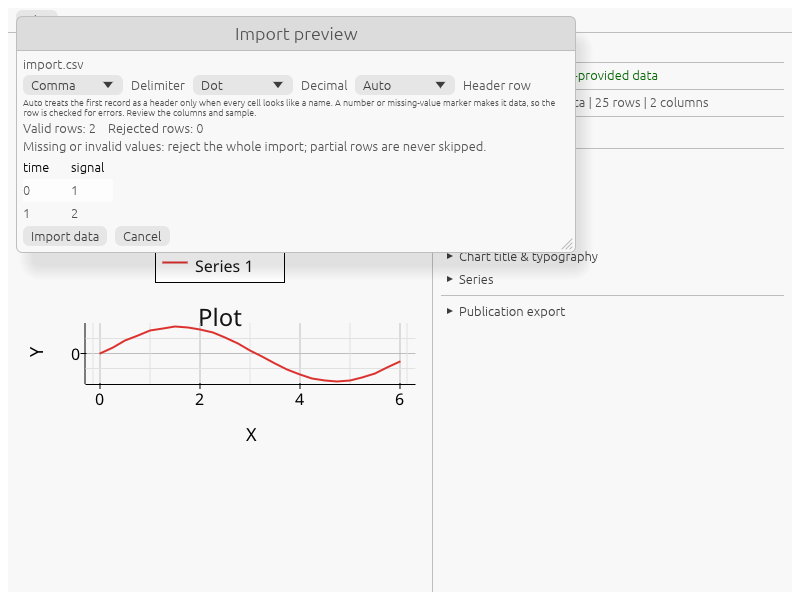 Import preview
import.csv
Comma Delimiter Dot Decimal Auto Header row
Auto treats the first record as a header only when every cell looks like a name. A number or missing-value marker makes it data, so the
row is checked for errors. Review the columns and sample.
Valid rows: 2 Rejected rows: 0
Missing or invalid values: reject the whole import; partial rows are never skipped.
time signal
0 1
1 2
Import data Cancel
-provided data
| 25 rows | 2 columns
Chart title & typography
Series
Publication export
Series 1
Plot
Y
0
0 2 4 6
X